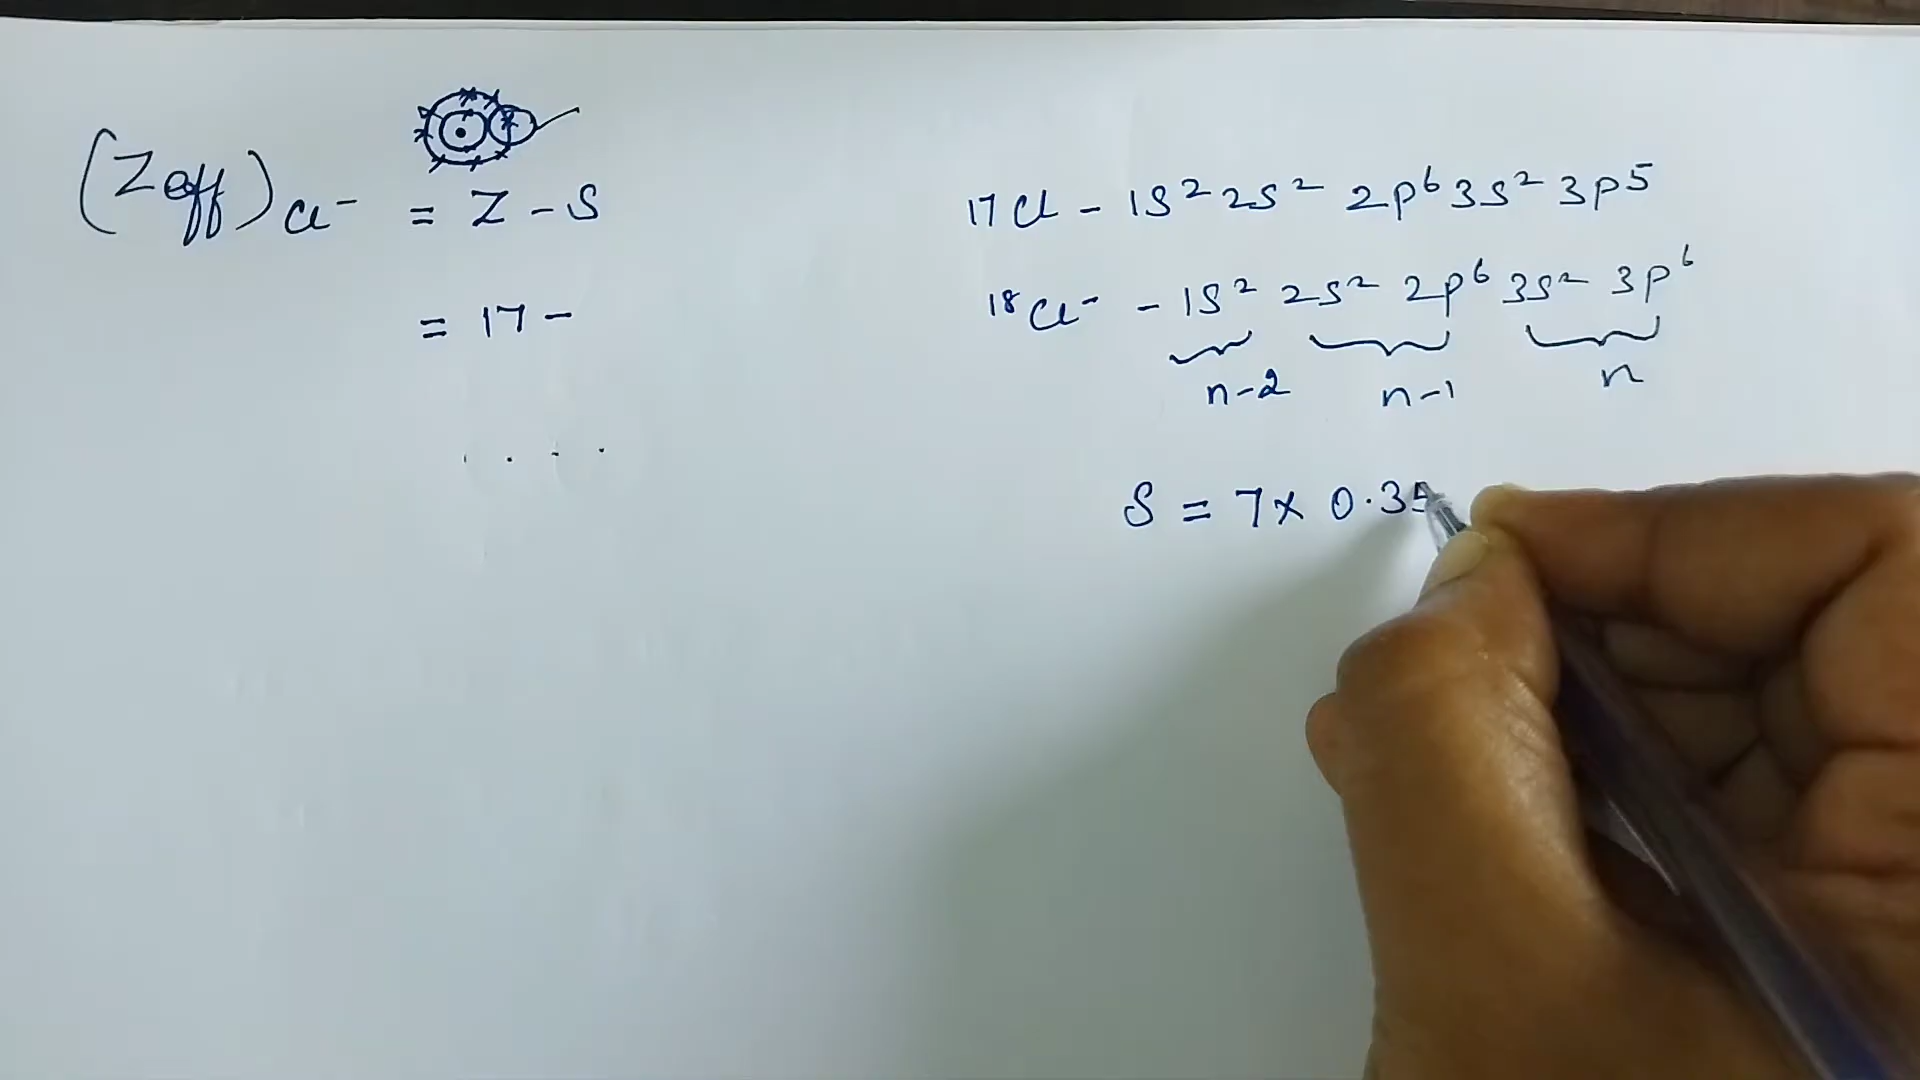 (Zeff)Cl⁻ = Z - S
= 17 -
17Cl - 1S² 2S² 2p⁶ 3S² 3p⁵
18Cl⁻ - 1S² 2S² 2p⁶ 3S² 3p⁶
n-2 n-1 n
S = 7 x 0.35